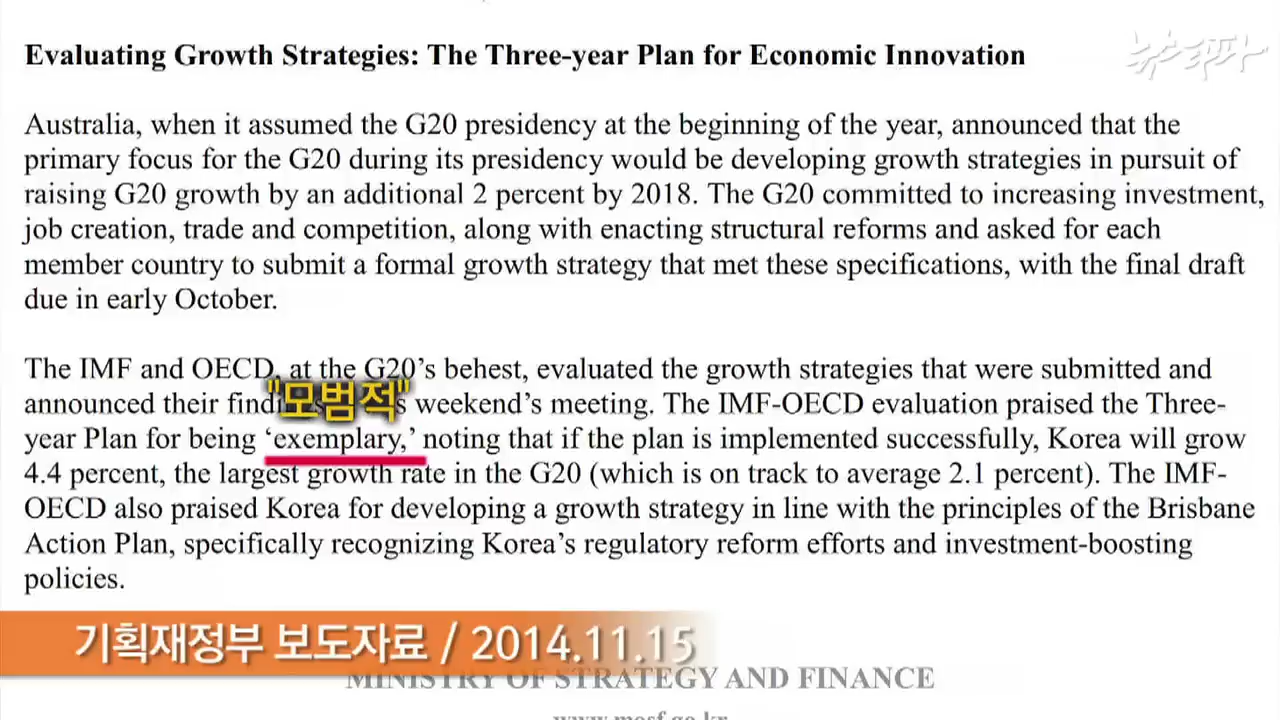 뉴스타파
Evaluating Growth Strategies: The Three-year Plan for Economic Innovation
Australia, when it assumed the G20 presidency at the beginning of the year, announced that the
primary focus for the G20 during its presidency would be developing growth strategies in pursuit of
raising G20 growth by an additional 2 percent by 2018. The G20 committed to increasing investment,
job creation, trade and competition, along with enacting structural reforms and asked for each
member country to submit a formal growth strategy that met these specifications, with the final draft
due in early October.
The IMF and OECD, at the G20’s behest, evaluated the growth strategies that were submitted and
"모범적"
announced their weekend’s meeting. The IMF-OECD evaluation praised the Three-
year Plan for being ‘exemplary,’ noting that if the plan is implemented successfully, Korea will grow
4.4 percent, the largest growth rate in the G20 (which is on track to average 2.1 percent). The IMF-
OECD also praised Korea for developing a growth strategy in line with the principles of the Brisbane
Action Plan, specifically recognizing Korea’s regulatory reform efforts and investment-boosting
policies.
기획재정부 보도자료 / 2014.11.15
MINISTRY OF STRATEGY AND FINANCE
www.mosf.go.kr